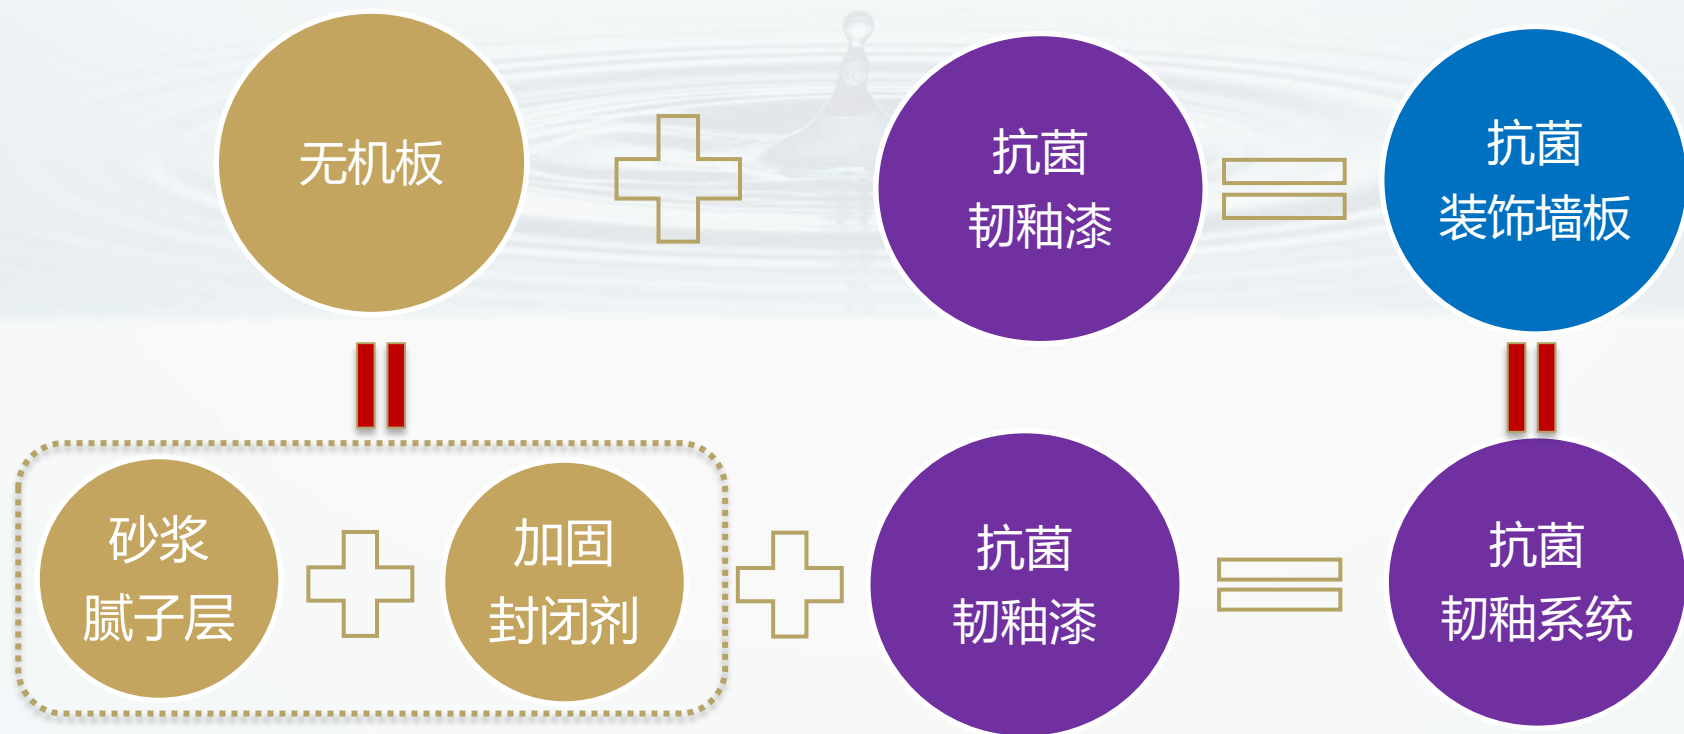 无机板
抗菌
韧釉漆
抗菌
装饰墙板
砂浆
腻子层
加固
封闭剂
抗菌
韧釉漆
抗菌
韧釉系统